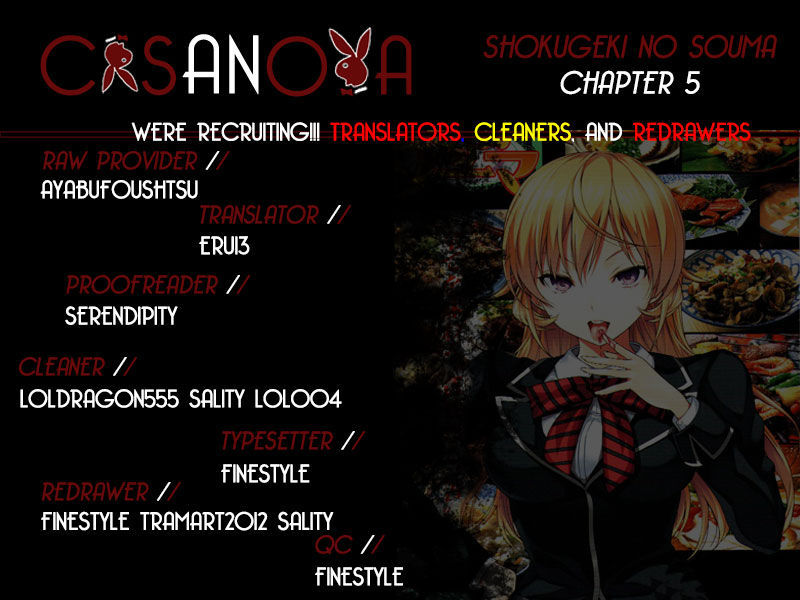 CASANOVA
SHOKUGEKI NO SOUMA
CHAPTER 5
WERE RECRUITING!!! TRANSLATORS, CLEANERS, AND REDRAWERS
RAW PROVIDER //
AYABUFOUSHTSU
TRANSLATOR //
ERU13
PROOFREADER //
SERENDIPITY
CLEANER //
LOLDRAGON555 SALITY LOLOO4
TYPESETTER //
FINESTYLE
REDRAWER //
FINESTYLE TRAMART2012 SALITY
QC //
FINESTYLE